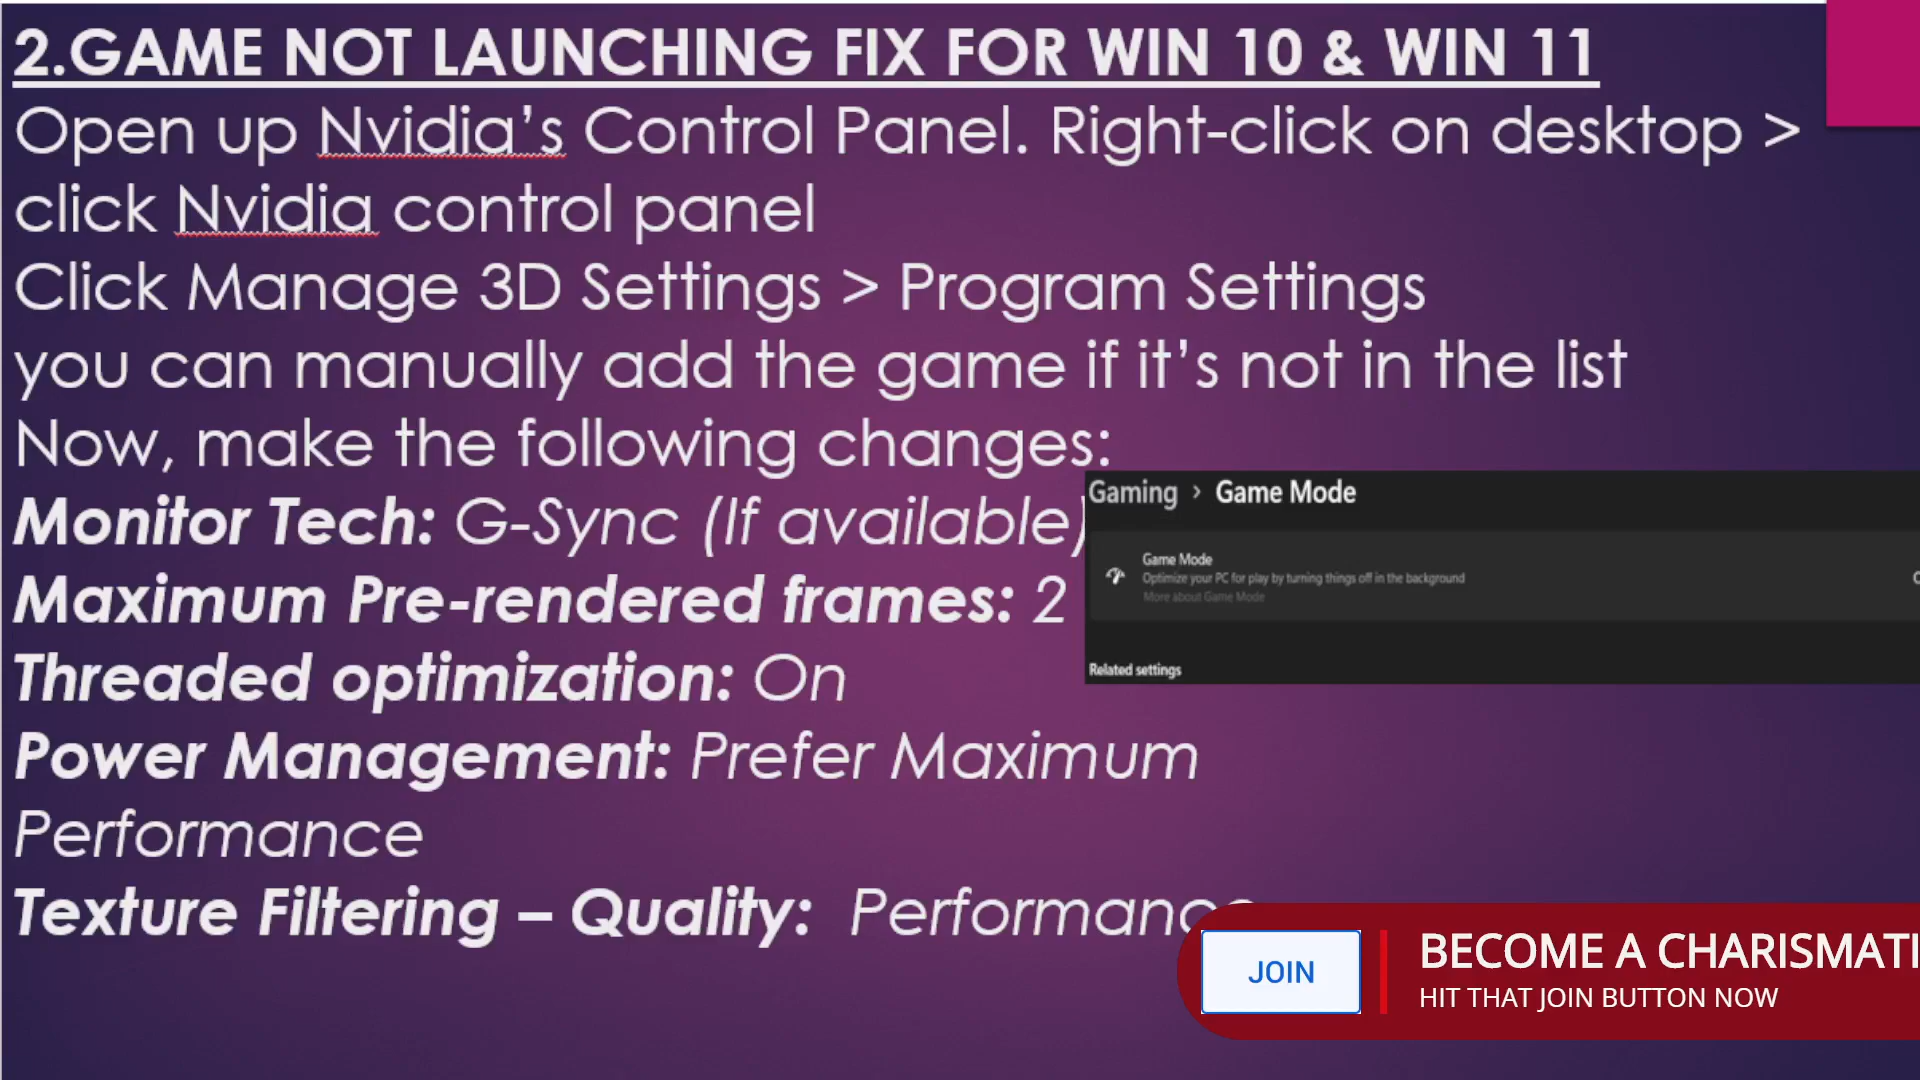 2.GAME NOT LAUNCHING FIX FOR WIN 10 & WIN 11
Open up Nvidia's Control Panel. Right-click on desktop >
click Nvidia control panel
Click Manage 3D Settings > Program Settings
you can manually add the game if it's not in the list
Now, make the following changes:
Monitor Tech: G-Sync (If available)
Maximum Pre-rendered frames: 2
Threaded optimization: On
Power Management: Prefer Maximum
Performance
Texture Filtering – Quality: Performance
Gaming > Game Mode
Game Mode
Optimize your PC for play by turning things off in the background
More about Game Mode
Related settings
JOIN
BECOME A CHARISMATI
HIT THAT JOIN BUTTON NOW